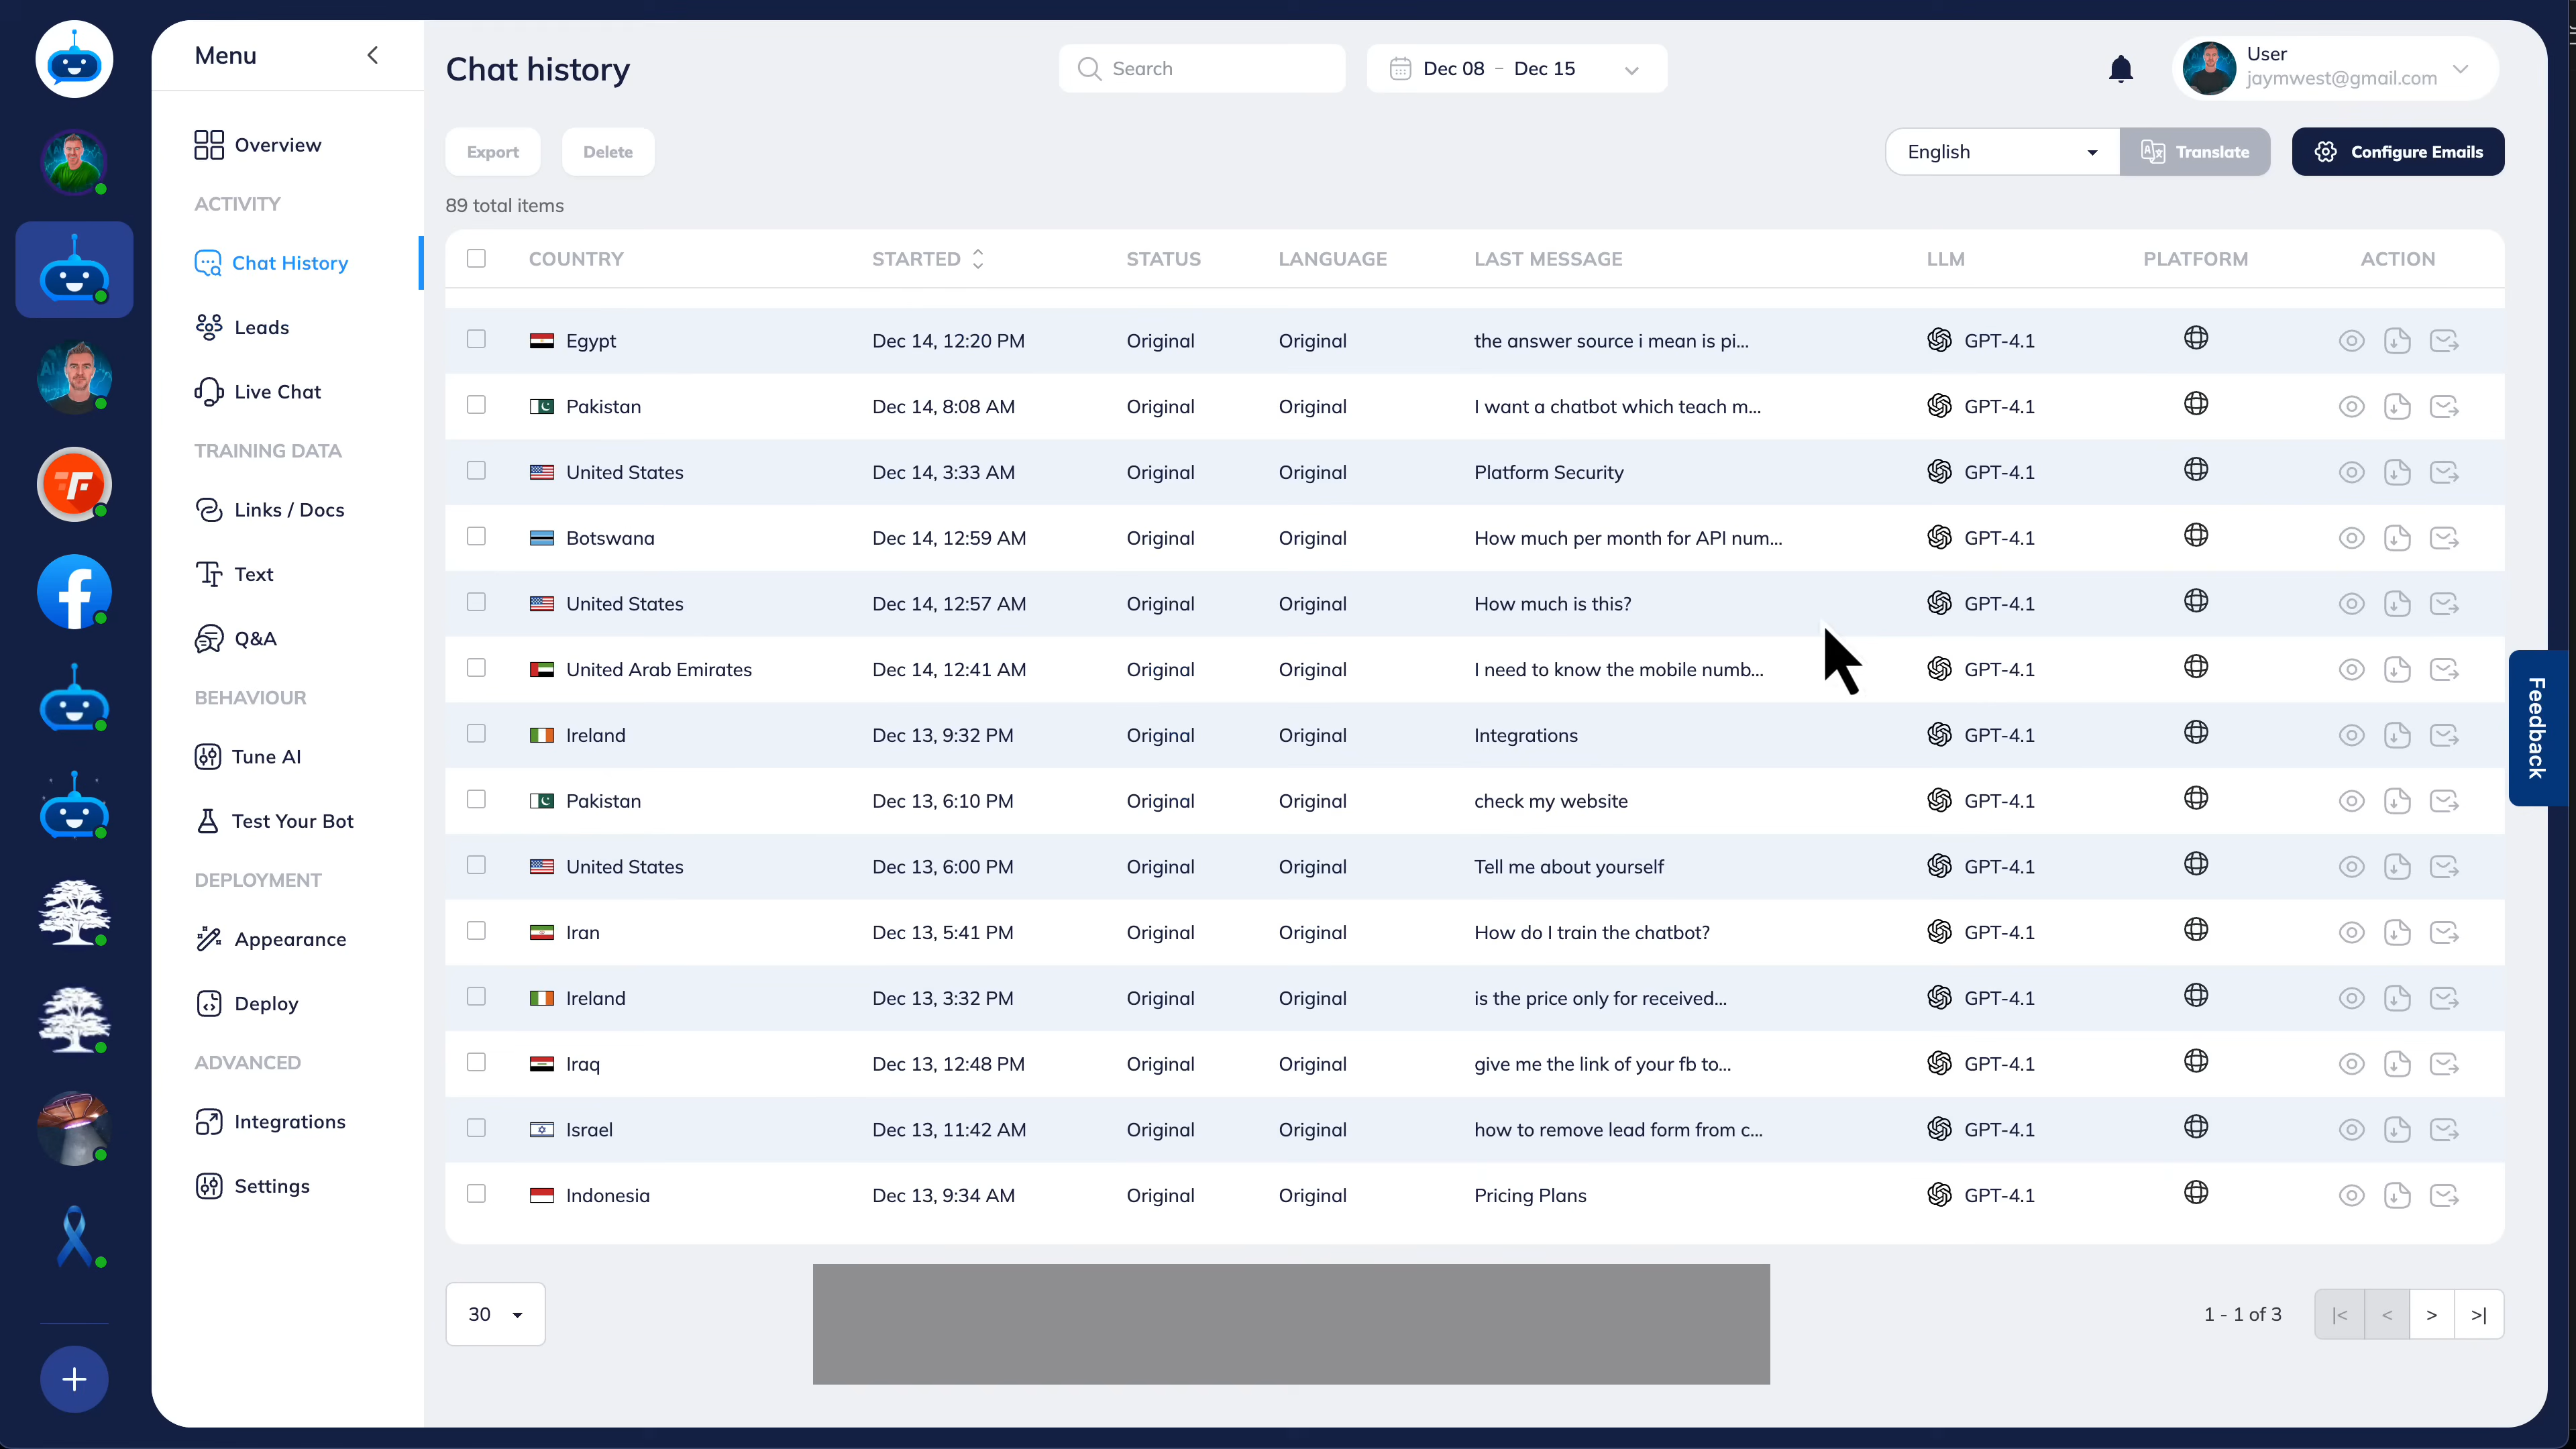 Menu
Chat history
Search
Dec 08 - Dec 15
User
jaymwest@gmail.com
Overview
ACTIVITY
Chat History
Leads
Live Chat
TRAINING DATA
Links / Docs
Text
Q&A
BEHAVIOUR
Tune AI
Test Your Bot
DEPLOYMENT
Appearance
Deploy
ADVANCED
Integrations
Settings
Export
Delete
English
Translate
Configure Emails
89 total items
COUNTRY STARTED STATUS LANGUAGE LAST MESSAGE LLM PLATFORM ACTION
Egypt Dec 14, 12:20 PM Original Original the answer source i mean is pi... GPT-4.1
Pakistan Dec 14, 8:08 AM Original Original I want a chatbot which teach m... GPT-4.1
United States Dec 14, 3:33 AM Original Original Platform Security GPT-4.1
Botswana Dec 14, 12:59 AM Original Original How much per month for API num... GPT-4.1
United States Dec 14, 12:57 AM Original Original How much is this? GPT-4.1
United Arab Emirates Dec 14, 12:41 AM Original Original I need to know the mobile numb... GPT-4.1
Ireland Dec 13, 9:32 PM Original Original Integrations GPT-4.1
Pakistan Dec 13, 6:10 PM Original Original check my website GPT-4.1
United States Dec 13, 6:00 PM Original Original Tell me about yourself GPT-4.1
Iran Dec 13, 5:41 PM Original Original How do I train the chatbot? GPT-4.1
Ireland Dec 13, 3:32 PM Original Original is the price only for received... GPT-4.1
Iraq Dec 13, 12:48 PM Original Original give me the link of your fb to... GPT-4.1
Israel Dec 13, 11:42 AM Original Original how to remove lead form from c... GPT-4.1
Indonesia Dec 13, 9:34 AM Original Original Pricing Plans GPT-4.1
30
1 - 1 of 3
|< < > >|
Feedback